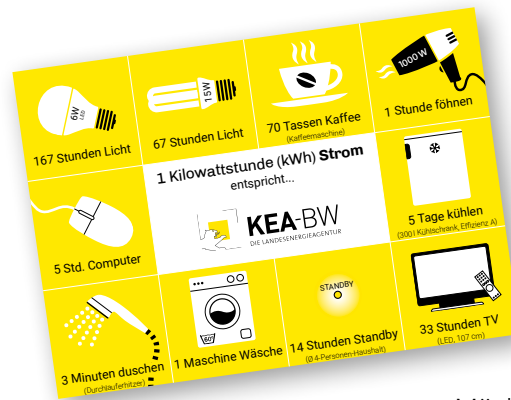 6W
LED
167 Stunden Licht
15W
67 Stunden Licht
70 Tassen Kaffee
(Kaffeemaschine)
1000 W
1 Stunde föhnen
1 Kilowattstunde (kWh) Strom
entspricht...
KEA-BW
DIE LANDESENERGIEAGENTUR
5 Std. Computer
5 Tage kühlen
(300 l Kühlschrank, Effizienz A)
3 Minuten duschen
(Durchlauferhitzer)
60°
1 Maschine Wäsche
STANDBY
14 Stunden Standby
(Ø 4-Personen-Haushalt)
33 Stunden TV
(LED, 107 cm)